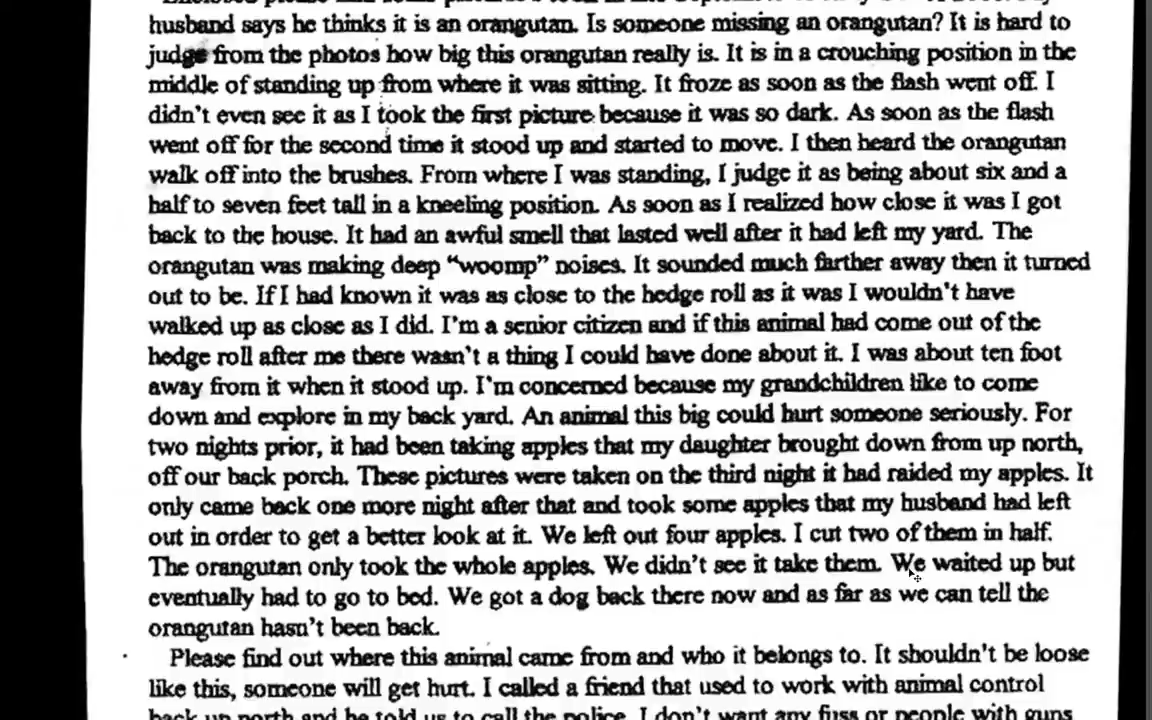 husband says he thinks it is an orangutan. Is someone missing an orangutan? It is hard to
judge from the photos how big this orangutan really is. It is in a crouching position in the
middle of standing up from where it was sitting. It froze as soon as the flash went off. I
didn't even see it as I took the first picture because it was so dark. As soon as the flash
went off for the second time it stood up and started to move. I then heard the orangutan
walk off into the brushes. From where I was standing, I judge it as being about six and a
half to seven feet tall in a kneeling position. As soon as I realized how close it was I got
back to the house. It had an awful smell that lasted well after it had left my yard. The
orangutan was making deep “woomp” noises. It sounded much farther away then it turned
out to be. If I had known it was as close to the hedge roll as it was I wouldn't have
walked up as close as I did. I'm a senior citizen and if this animal had come out of the
hedge roll after me there wasn't a thing I could have done about it. I was about ten foot
away from it when it stood up. I'm concerned because my grandchildren like to come
down and explore in my back yard. An animal this big could hurt someone seriously. For
two nights prior, it had been taking apples that my daughter brought down from up north,
off our back porch. These pictures were taken on the third night it had raided my apples. It
only came back one more night after that and took some apples that my husband had left
out in order to get a better look at it. We left out four apples. I cut two of them in half.
The orangutan only took the whole apples. We didn't see it take them. We waited up but
eventually had to go to bed. We got a dog back there now and as far as we can tell the
orangutan hasn't been back.
Please find out where this animal came from and who it belongs to. It shouldn't be loose
like this, someone will get hurt. I called a friend that used to work with animal control
back up north and he told us to call the police. I don't want any fuss or people with guns